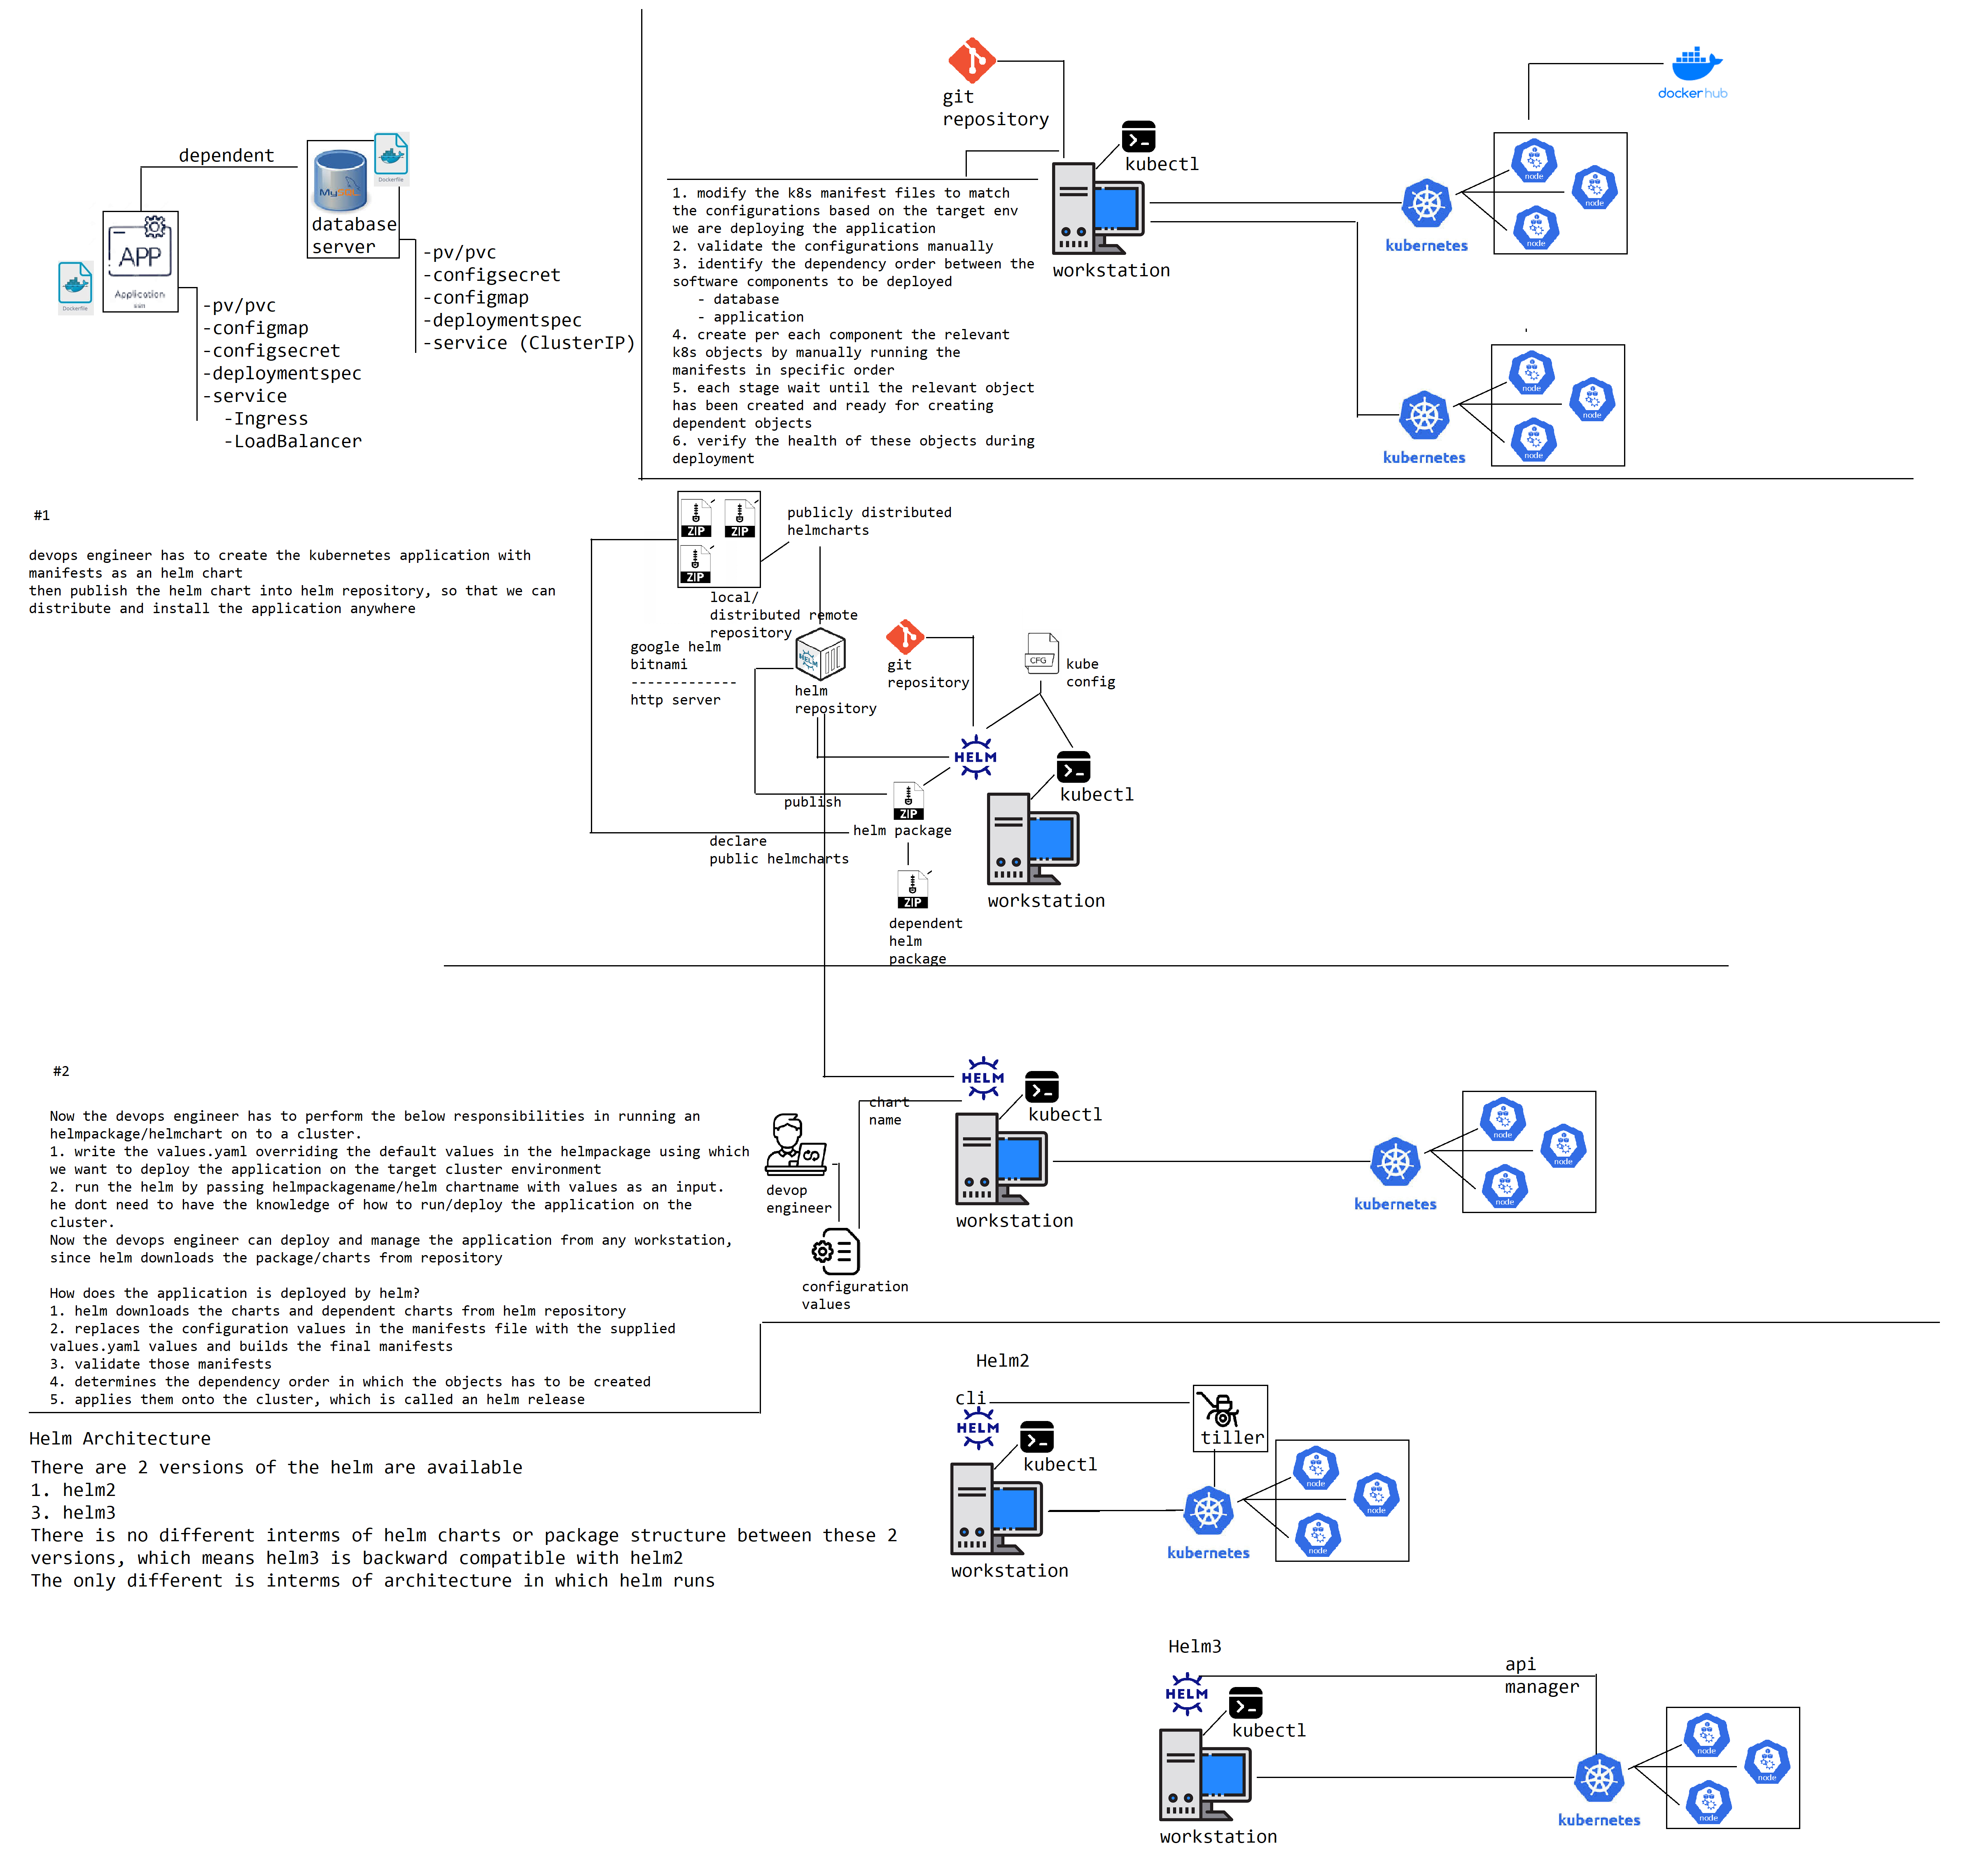 dependent
MySQL
Dockerfile
database
server
APP
Application
Dockerfile
-pv/pvc
-configmap
-configsecret
-deploymentspec
-service
-Ingress
-LoadBalancer
-pv/pvc
-configsecret
-configmap
-deploymentspec
-service (ClusterIP)
git
repository
kubectl
workstation
1. modify the k8s manifest files to match
the configurations based on the target env
we are deploying the application
2. validate the configurations manually
3. identify the dependency order between the
software components to be deployed
- database
- application
4. create per each component the relevant
k8s objects by manually running the
manifests in specific order
5. each stage wait until the relevant object
has been created and ready for creating
dependent objects
6. verify the health of these objects during
deployment
dockerhub
kubernetes
node
node
node
kubernetes
node
node
node
#1
devops engineer has to create the kubernetes application with
manifests as an helm chart
then publish the helm chart into helm repository, so that we can
distribute and install the application anywhere
ZIP
ZIP
ZIP
publicly distributed
helmcharts
local/
distributed remote
repository
google helm
bitnami
-------------
http server
HELM
helm
repository
git
repository
CFG
kube
config
HELM
kubectl
publish
ZIP
helm package
declare
public helmcharts
ZIP
dependent
helm
package
workstation
#2
Now the devops engineer has to perform the below responsibilities in running an
helmpackage/helmchart on to a cluster.
1. write the values.yaml overriding the default values in the helmpackage using which
we want to deploy the application on the target cluster environment
2. run the helm by passing helmpackagename/helm chartname with values as an input.
he dont need to have the knowledge of how to run/deploy the application on the
cluster.
Now the devops engineer can deploy and manage the application from any workstation,
since helm downloads the package/charts from repository
How does the application is deployed by helm?
1. helm downloads the charts and dependent charts from helm repository
2. replaces the configuration values in the manifests file with the supplied
values.yaml values and builds the final manifests
3. validate those manifests
4. determines the dependency order in which the objects has to be created
5. applies them onto the cluster, which is called an helm release
devop
engineer
configuration
values
chart
name
HELM
kubectl
workstation
kubernetes
node
node
node
Helm Architecture
There are 2 versions of the helm are available
1. helm2
3. helm3
There is no different interms of helm charts or package structure between these 2
versions, which means helm3 is backward compatible with helm2
The only different is interms of architecture in which helm runs
Helm2
cli
HELM
kubectl
workstation
tiller
kubernetes
node
node
node
Helm3
HELM
kubectl
workstation
api
manager
kubernetes
node
node
node